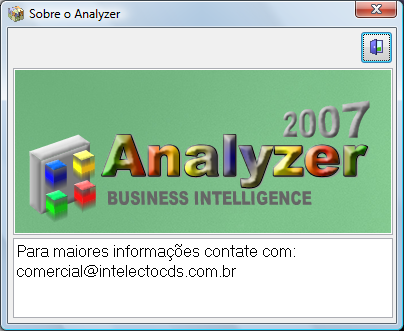 Sobre o Analyzer
2007
Analyzer
BUSINESS INTELLIGENCE
Para maiores informações contate com:
comercial@intelectocds.com.br